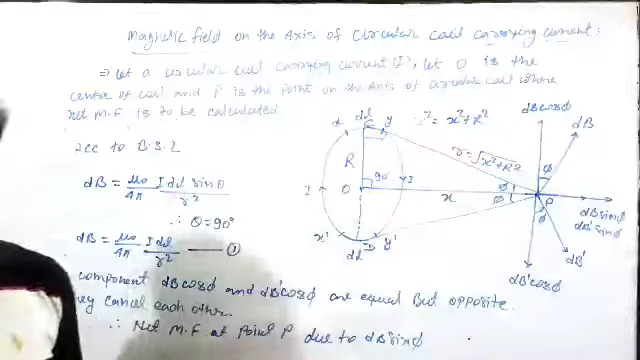 Magnetic field on the Axis of Circular coil carrying current:
⇒ Let a circular coil carrying current (I), let O is the
centre of coil and P is the point on the Axis of circular coil where
Net M.F is to be calculated
Acc to B.S.L
dB = μ₀/4π I dl sinθ/r²
∴ θ = 90°
dB = μ₀/4π I dl/r² —— ①
component dBcosφ and dB'cosφ are equal But opposite.
ey cancel each other.
∴ Net M.F at point P due to dBsinφ
x
dl
C
y
r² = x²+R²
r = √x²+R²
R
90°
O
I
I
x
x'
dl
D
y'
dBcosφ
dB
φ
φ
φ
P
φ
dBsinφ
dB'sinφ
dB'
dB'cosφ